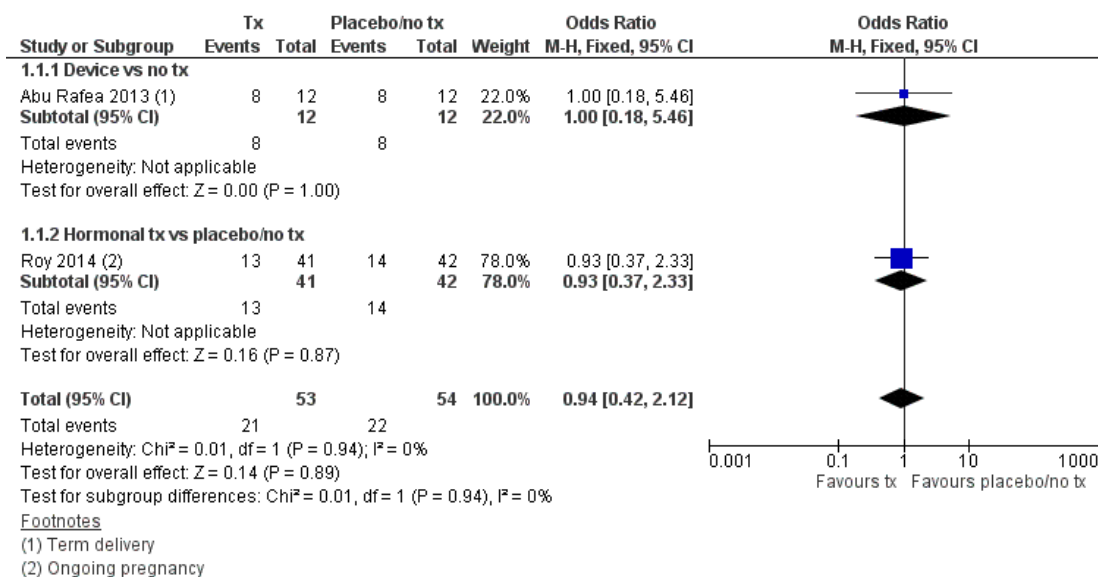 Tx Placebo/no tx Odds Ratio Odds Ratio
Study or Subgroup Events Total Events Total Weight M-H, Fixed, 95% CI M-H, Fixed, 95% CI
1.1.1 Device vs no tx
Abu Rafea 2013 (1) 8 12 8 12 22.0% 1.00 [0.18, 5.46]
Subtotal (95% CI) 12 12 22.0% 1.00 [0.18, 5.46]
Total events 8 8
Heterogeneity: Not applicable
Test for overall effect: Z = 0.00 (P = 1.00)
1.1.2 Hormonal tx vs placebo/no tx
Roy 2014 (2) 13 41 14 42 78.0% 0.93 [0.37, 2.33]
Subtotal (95% CI) 41 42 78.0% 0.93 [0.37, 2.33]
Total events 13 14
Heterogeneity: Not applicable
Test for overall effect: Z = 0.16 (P = 0.87)
Total (95% CI) 53 54 100.0% 0.94 [0.42, 2.12]
Total events 21 22
Heterogeneity: Chi² = 0.01, df = 1 (P = 0.94); I² = 0%
Test for overall effect: Z = 0.14 (P = 0.89)
Test for subgroup differences: Chi² = 0.01, df = 1 (P = 0.94), I² = 0%
0.001 0.1 1 10 1000
Favours tx Favours placebo/no tx
Footnotes
(1) Term delivery
(2) Ongoing pregnancy